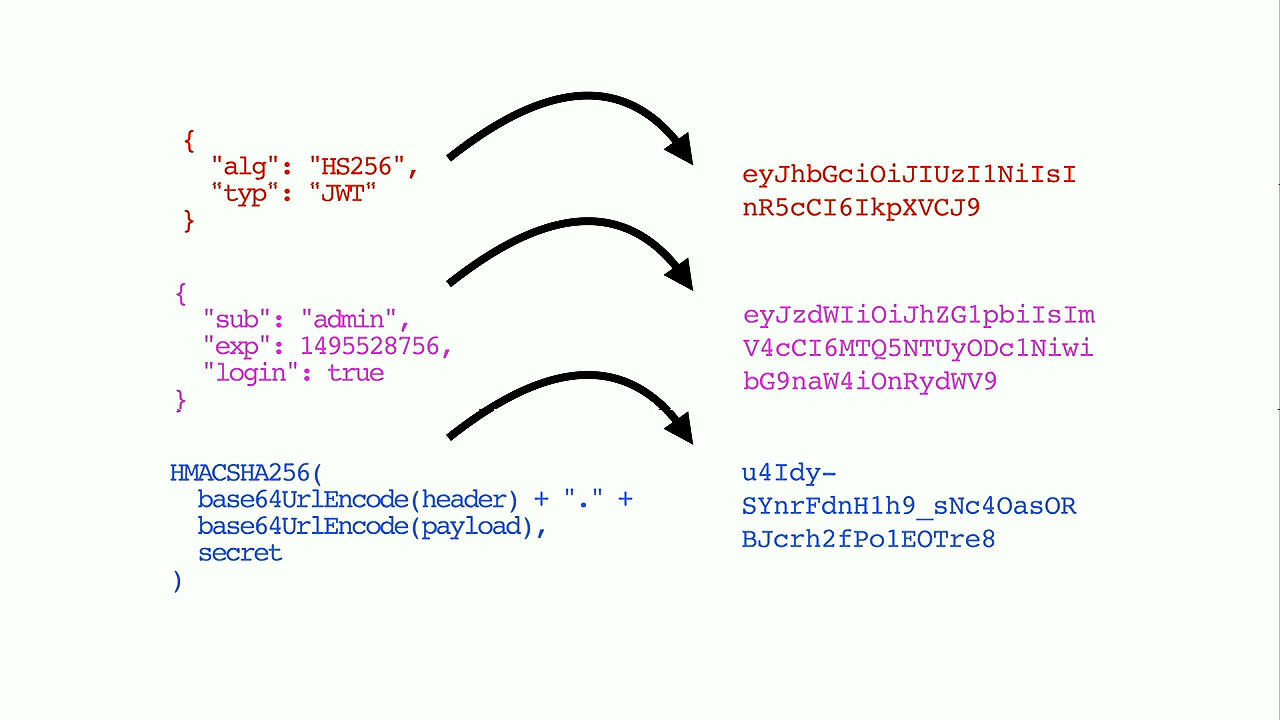 {
"alg": "HS256",
"typ": "JWT"
}
eyJhbGciOiJIUzI1NiIsI
nR5cCI6IkpXVCJ9
{
"sub": "admin",
"exp": 1495528756,
"login": true
}
eyJzdWIiOiJhZG1pbiIsIm
V4cCI6MTQ5NTUyODc1Niwi
bG9naW4iOnRydWV9
HMACSHA256(
base64UrlEncode(header) + "." +
base64UrlEncode(payload),
secret
)
u4Idy-
SYnrFdnH1h9_sNc4OasOR
BJcrh2fPo1EOTre8